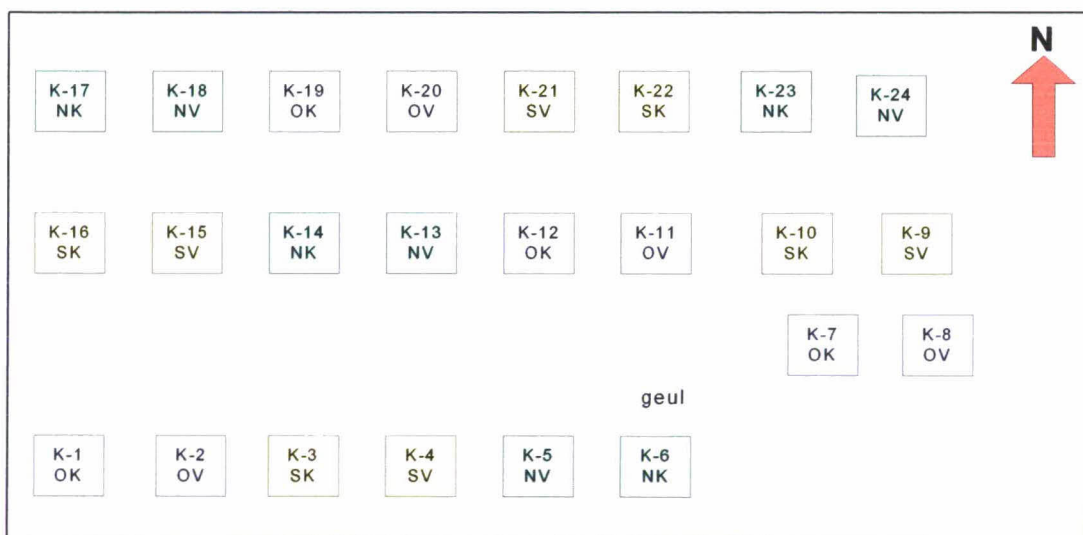 N
K-17
NK
K-18
NV
K-19
OK
K-20
OV
K-21
SV
K-22
SK
K-23
NK
K-24
NV
K-16
SK
K-15
SV
K-14
NK
K-13
NV
K-12
OK
K-11
OV
K-10
SK
K-9
SV
K-7
OK
K-8
OV
geul
K-1
OK
K-2
OV
K-3
SK
K-4
SV
K-5
NV
K-6
NK